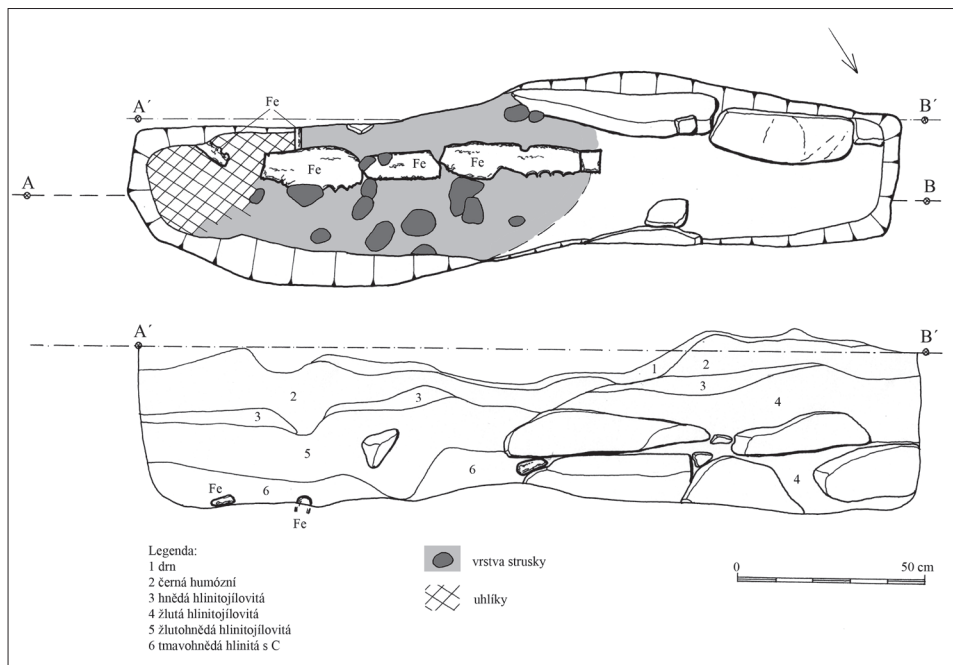 Fe
A´
B´
Fe
Fe
Fe
A
B
A´
B´
1
2
3
2
3
3
4
5
6
6
4
Fe
Fe
Legenda:
1 drn
2 černá humózní
3 hnědá hlinitojílovitá
4 žlutá hlinitojílovitá
5 žlutohnědá hlinitojílovitá
6 tmavohnědá hlinitá s C
vrstva strusky
uhlíky
0
50 cm